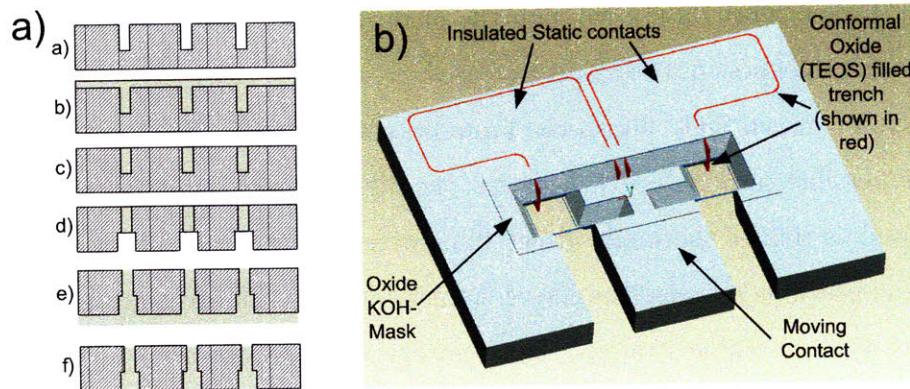 a)
a)
b)
c)
d)
e)
f)
b)
Insulated Static contacts
Conformal
Oxide
(TEOS) filled
trench
(shown in
red)
Oxide
KOH-
Mask
Moving
Contact